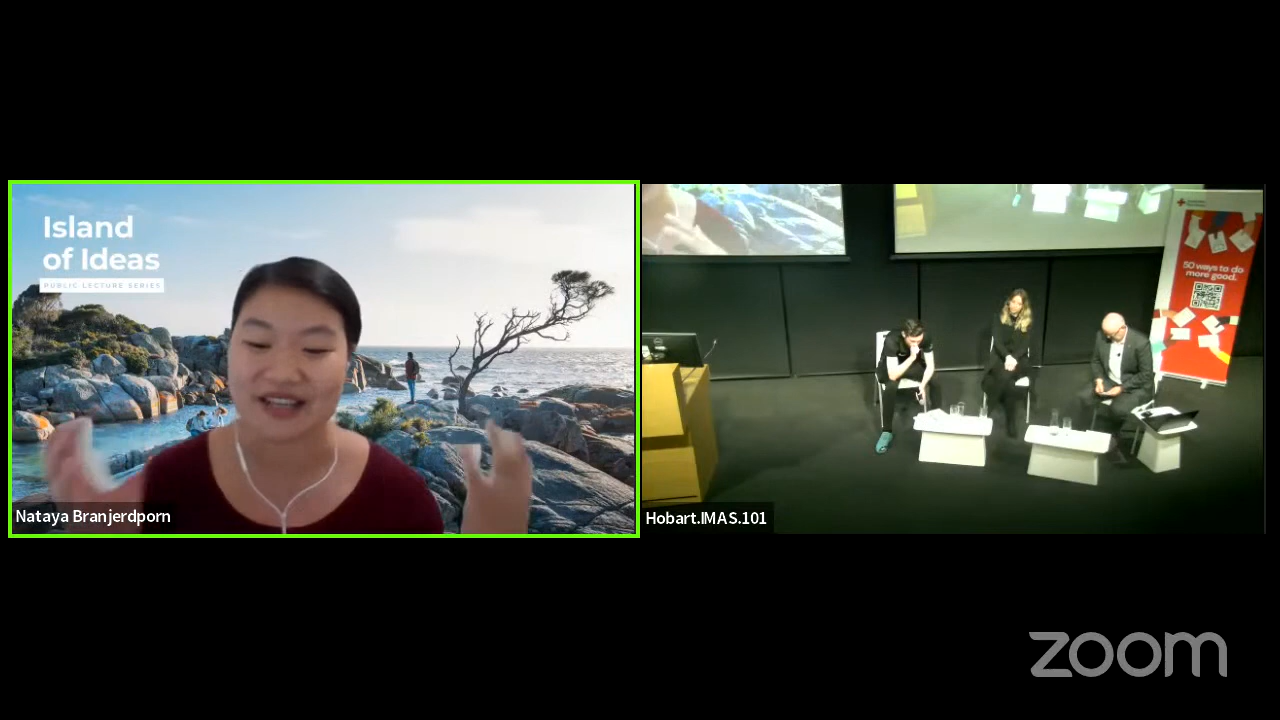 Island
of Ideas
PUBLIC LECTURE SERIES
Nataya Branjerdporn
50 ways to do
more good.
Hobart.IMAS.101
zoom